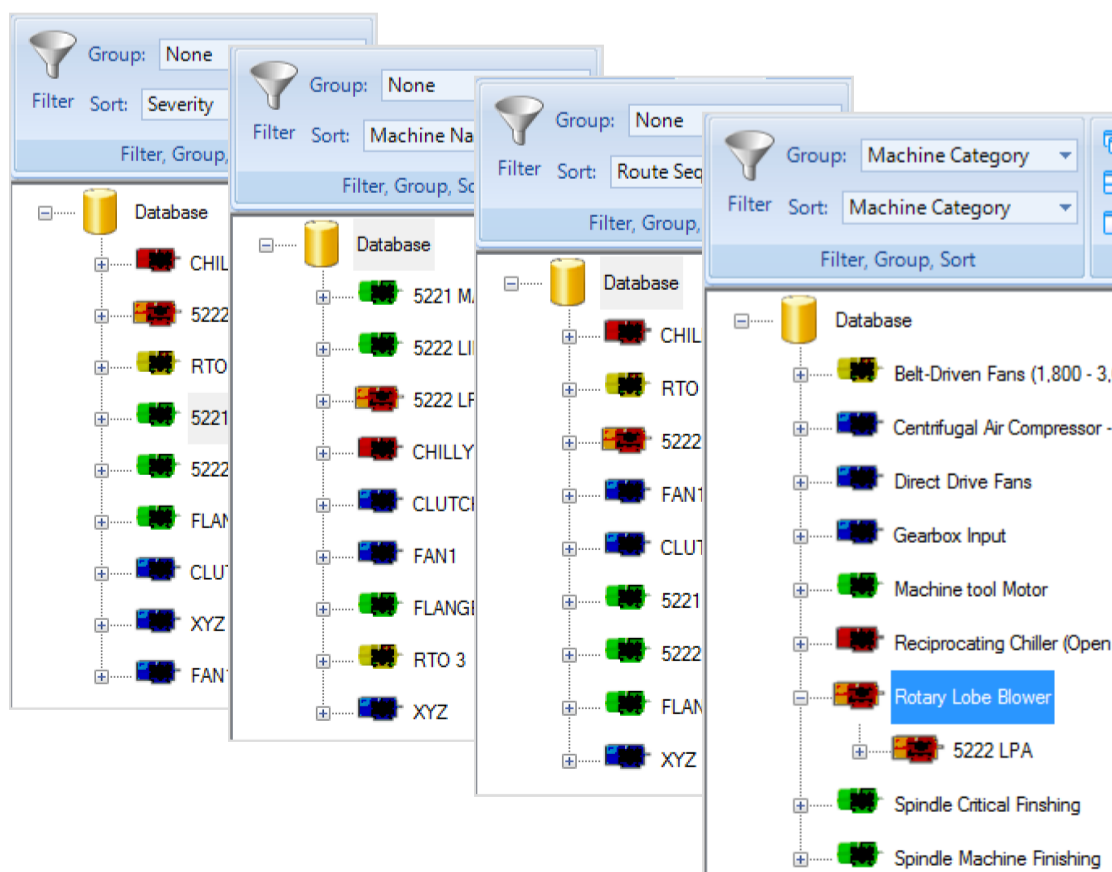 Group: None
Filter Sort: Severity
Filter, Group,
Database
CHIL
5222
RTO
5221
5222
FLAN
CLUT
XYZ
FAN1
Group: None
Filter Sort: Machine Na
Filter, Group, So
Database
5221 MA
5222 LI
5222 LP
CHILLY
CLUTCH
FAN1
FLANGE
RTO 3
XYZ
Group: None
Filter Sort: Route Seq
Filter, Group,
Database
CHIL
RTO
5222
FAN1
CLUT
5221
5222
FLAN
XYZ
Group: Machine Category
Filter Sort: Machine Category
Filter, Group, Sort
Database
Belt-Driven Fans (1,800 - 3,
Centrifugal Air Compressor -
Direct Drive Fans
Gearbox Input
Machine tool Motor
Reciprocating Chiller (Open
Rotary Lobe Blower
5222 LPA
Spindle Critical Finshing
Spindle Machine Finishing